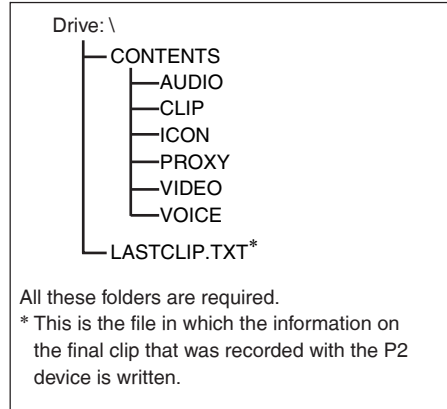 Drive: \
CONTENTS
AUDIO
CLIP
ICON
PROXY
VIDEO
VOICE
LASTCLIP.TXT*
All these folders are required.
* This is the file in which the information on
the final clip that was recorded with the P2
device is written.